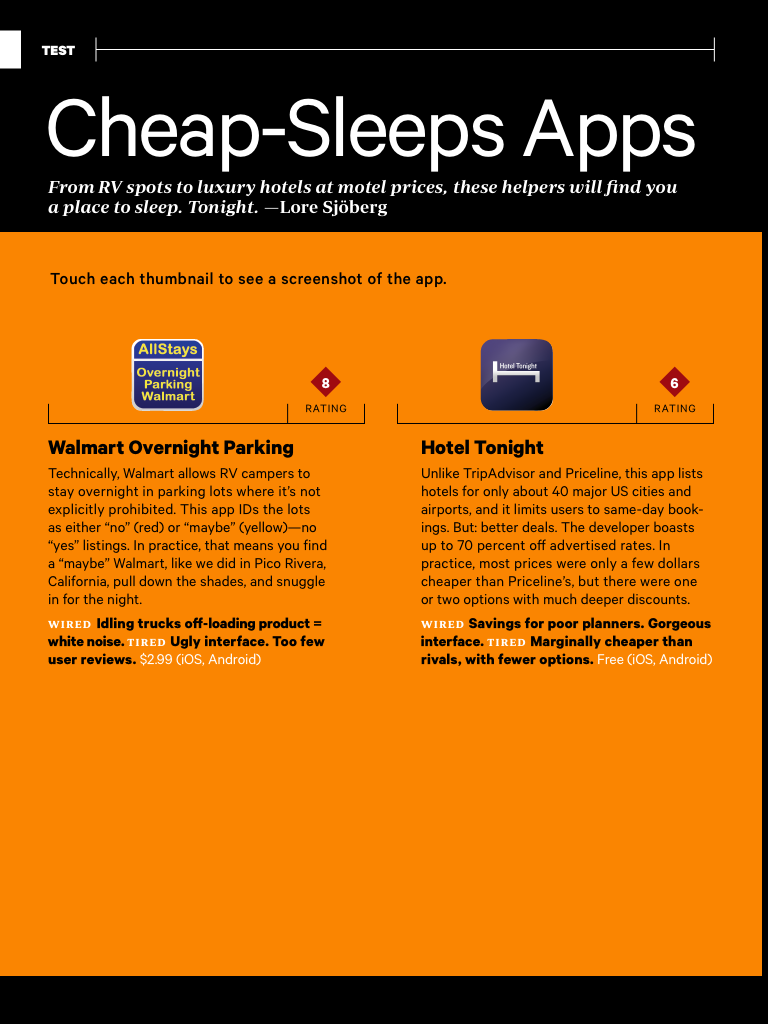 TEST
Cheap-Sleeps Apps
From RV spots to luxury hotels at motel prices, these helpers will find you
a place to sleep. Tonight. —Lore Sjöberg
Touch each thumbnail to see a screenshot of the app.
AllStays
Overnight
Parking
Walmart
8
RATING
Walmart Overnight Parking
Technically, Walmart allows RV campers to
stay overnight in parking lots where it’s not
explicitly prohibited. This app IDs the lots
as either “no” (red) or “maybe” (yellow)—no
“yes” listings. In practice, that means you find
a “maybe” Walmart, like we did in Pico Rivera,
California, pull down the shades, and snuggle
in for the night.
WIRED Idling trucks off-loading product =
white noise. TIRED Ugly interface. Too few
user reviews. $2.99 (iOS, Android)
Hotel Tonight
6
RATING
Hotel Tonight
Unlike TripAdvisor and Priceline, this app lists
hotels for only about 40 major US cities and
airports, and it limits users to same-day book-
ings. But: better deals. The developer boasts
up to 70 percent off advertised rates. In
practice, most prices were only a few dollars
cheaper than Priceline’s, but there were one
or two options with much deeper discounts.
WIRED Savings for poor planners. Gorgeous
interface. TIRED Marginally cheaper than
rivals, with fewer options. Free (iOS, Android)